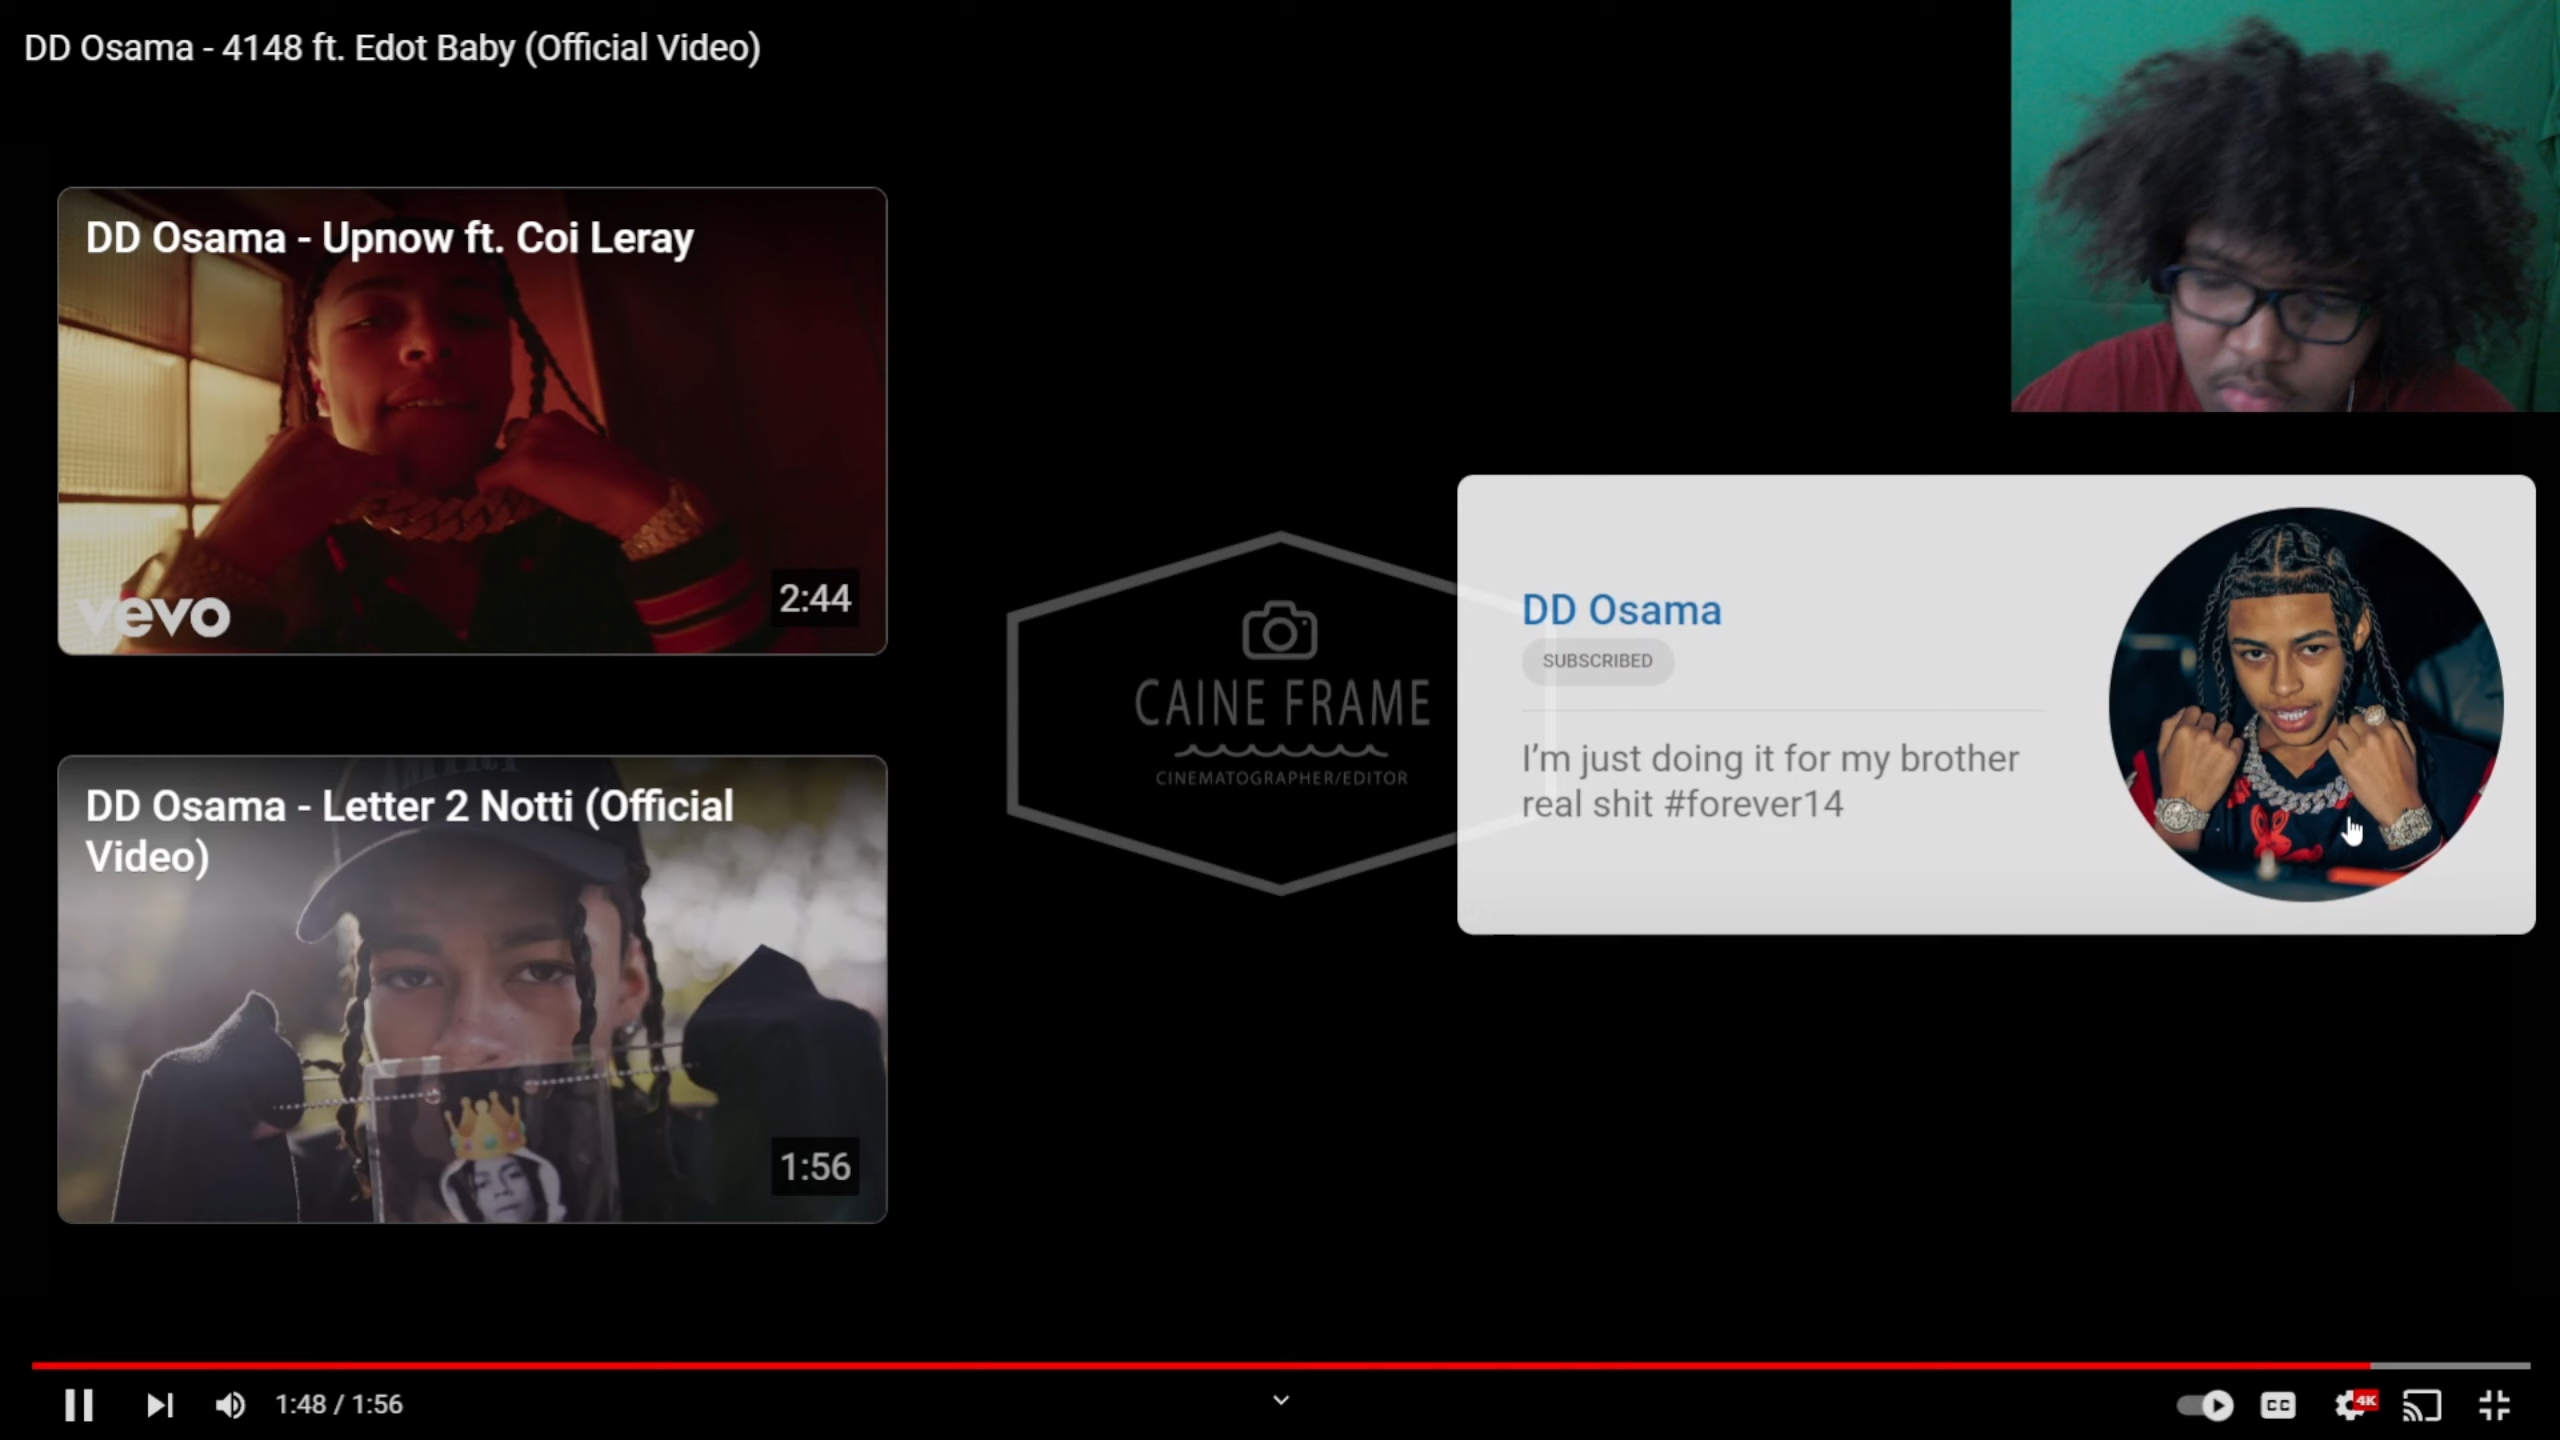 DD Osama - 4148 ft. Edot Baby (Official Video)
DD Osama - Upnow ft. Coi Leray
vevo
2:44
DD Osama - Letter 2 Notti (Official
Video)
1:56
CAINE FRAME
CINEMATOGRAPHER/EDITOR
DD Osama
SUBSCRIBED
I'm just doing it for my brother
real shit #forever14
1:48 / 1:56
CC
4K